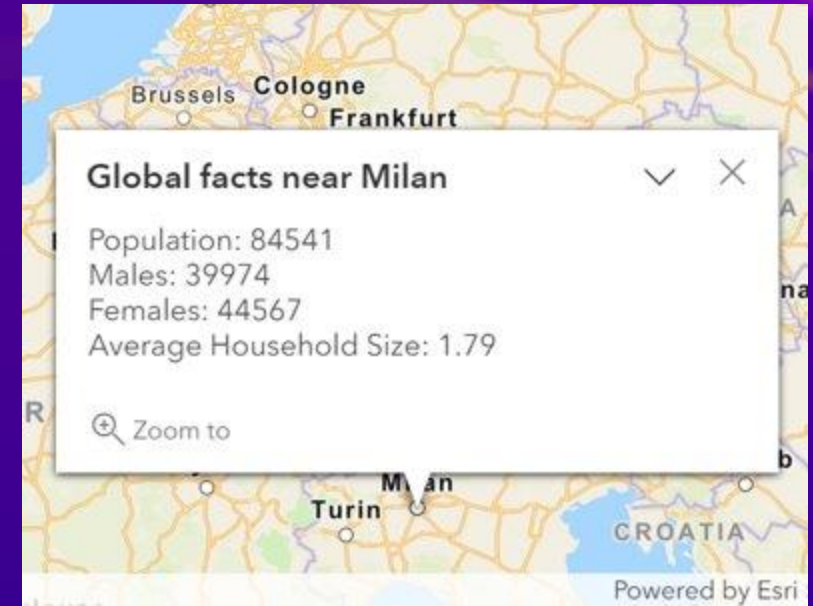 Brussels
Cologne
Frankfurt
Global facts near Milan
Population: 84541
Males: 39974
Females: 44567
Average Household Size: 1.79
Zoom to
Milan
Turin
CROATIA
Powered by Esri